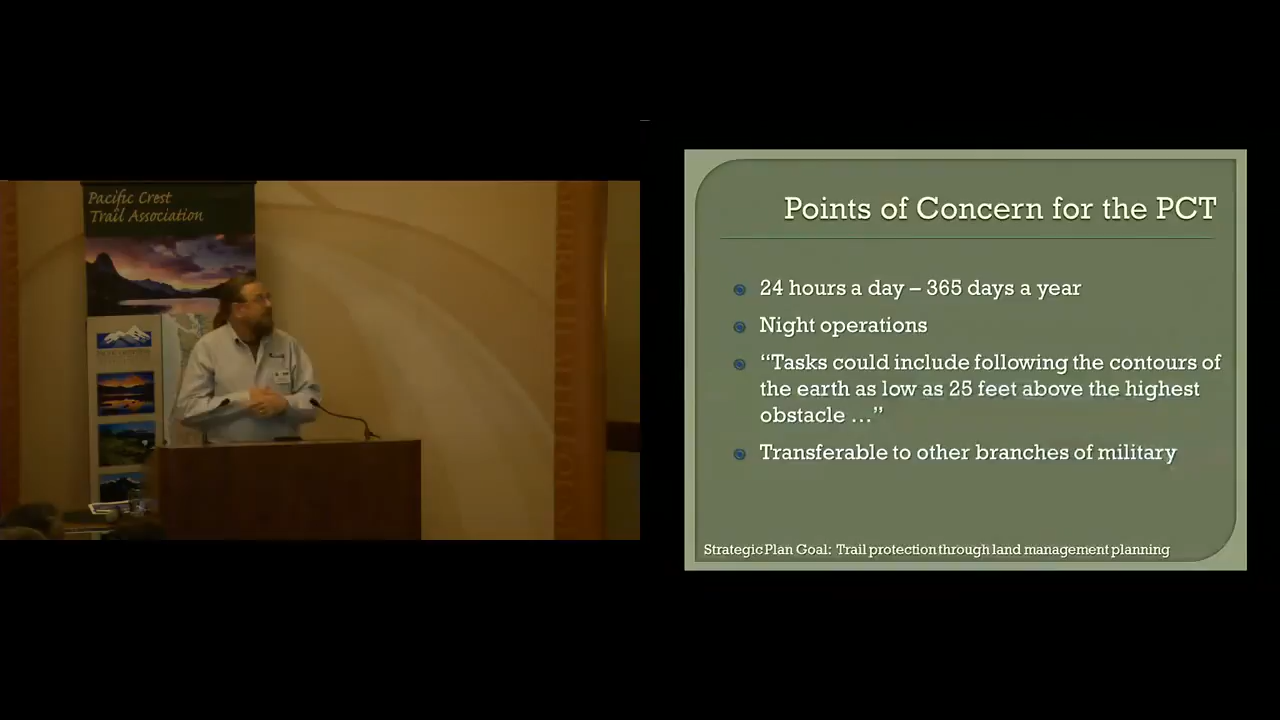 Pacific Crest
Trail Association
Points of Concern for the PCT
24 hours a day – 365 days a year
Night operations
“Tasks could include following the contours of
the earth as low as 25 feet above the highest
obstacle …”
Transferable to other branches of military
Strategic Plan Goal: Trail protection through land management planning